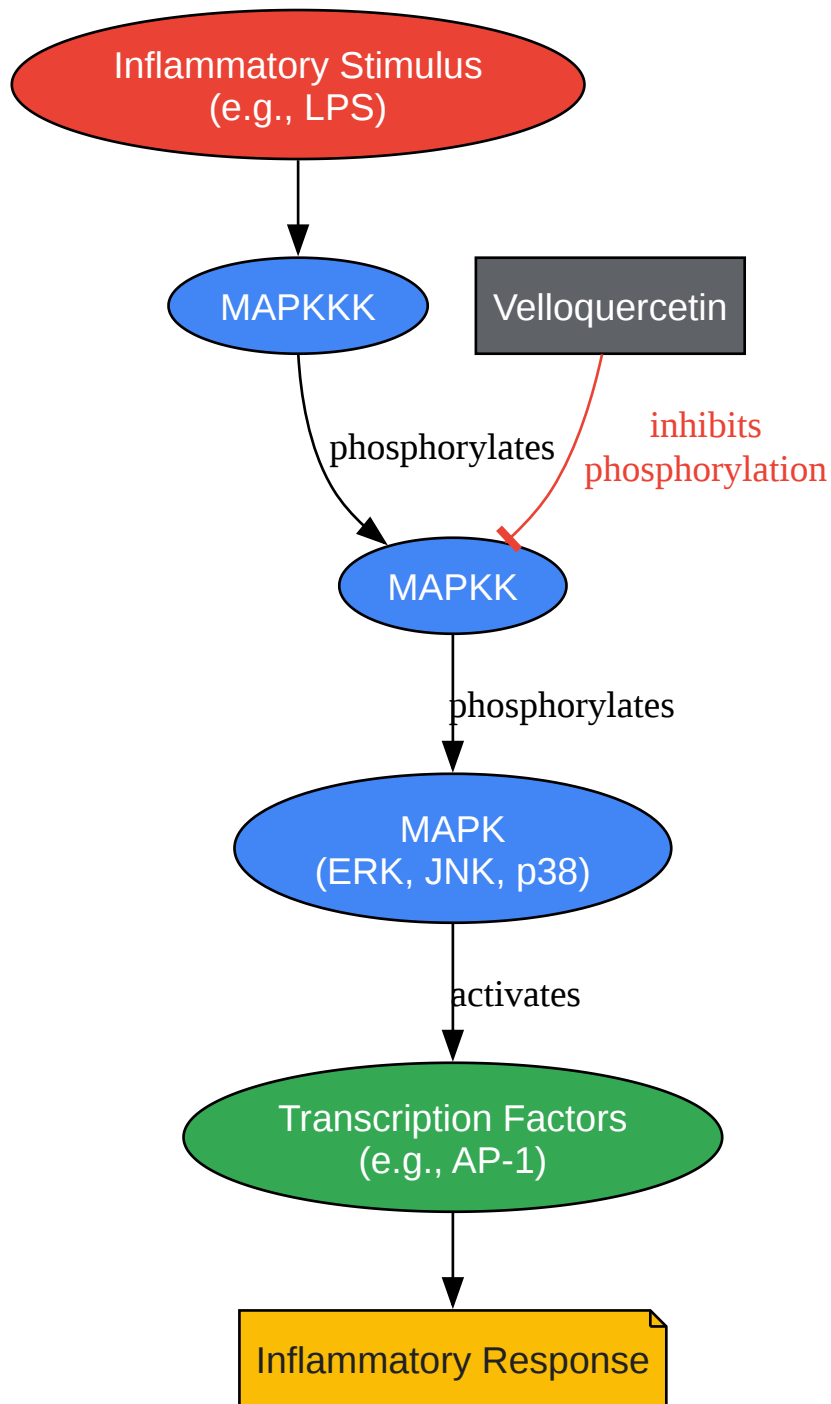 Inflammatory Stimulus
(e.g., LPS)
MAPKKK
Velloquercetin
phosphorylates
inhibits
phosphorylation
MAPKK
phosphorylates
MAPK
(ERK, JNK, p38)
activates
Transcription Factors
(e.g., AP-1)
Inflammatory Response